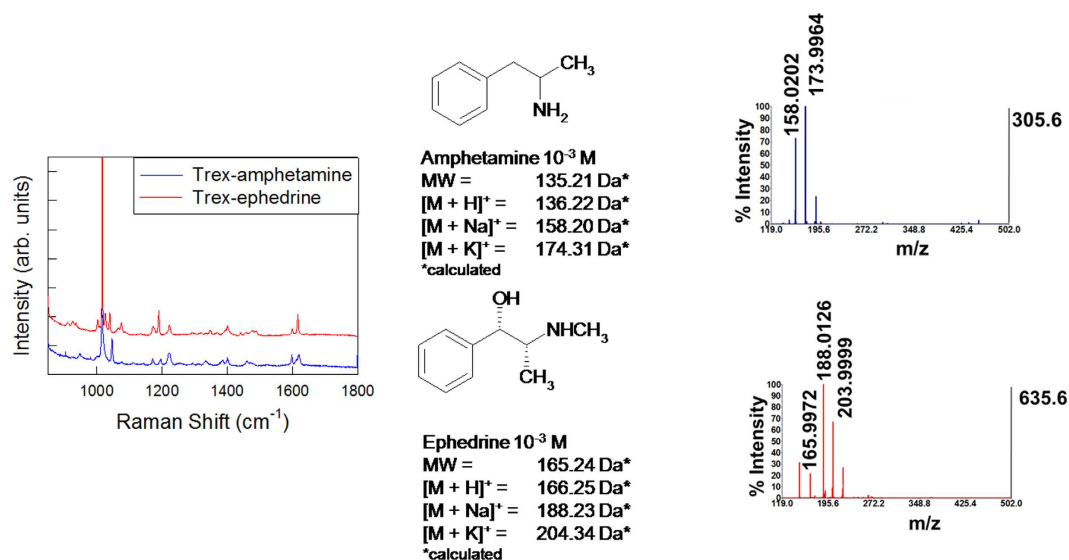 Intensity (arb. units)
Trex-amphetamine
Trex-ephedrine
1000 1200 1400 1600 1800
Raman Shift (cm-1)
CH3
NH2
Amphetamine 10-3 M
MW = 135.21 Da*
[M + H]+ = 136.22 Da*
[M + Na]+ = 158.20 Da*
[M + K]+ = 174.31 Da*
*calculated
OH
NHCH3
CH3
Ephedrine 10-3 M
MW = 165.24 Da*
[M + H]+ = 166.25 Da*
[M + Na]+ = 188.23 Da*
[M + K]+ = 204.34 Da*
*calculated
158.0202
173.9964
305.6
% Intensity
100
90
80
70
60
50
40
30
20
10
0
119.0 195.6 272.2 348.8 425.4 502.0
m/z
165.9972
188.0126
203.9999
635.6
% Intensity
100
90
80
70
60
50
40
30
20
10
0
119.0 195.6 272.2 348.8 425.4 502.0
m/z